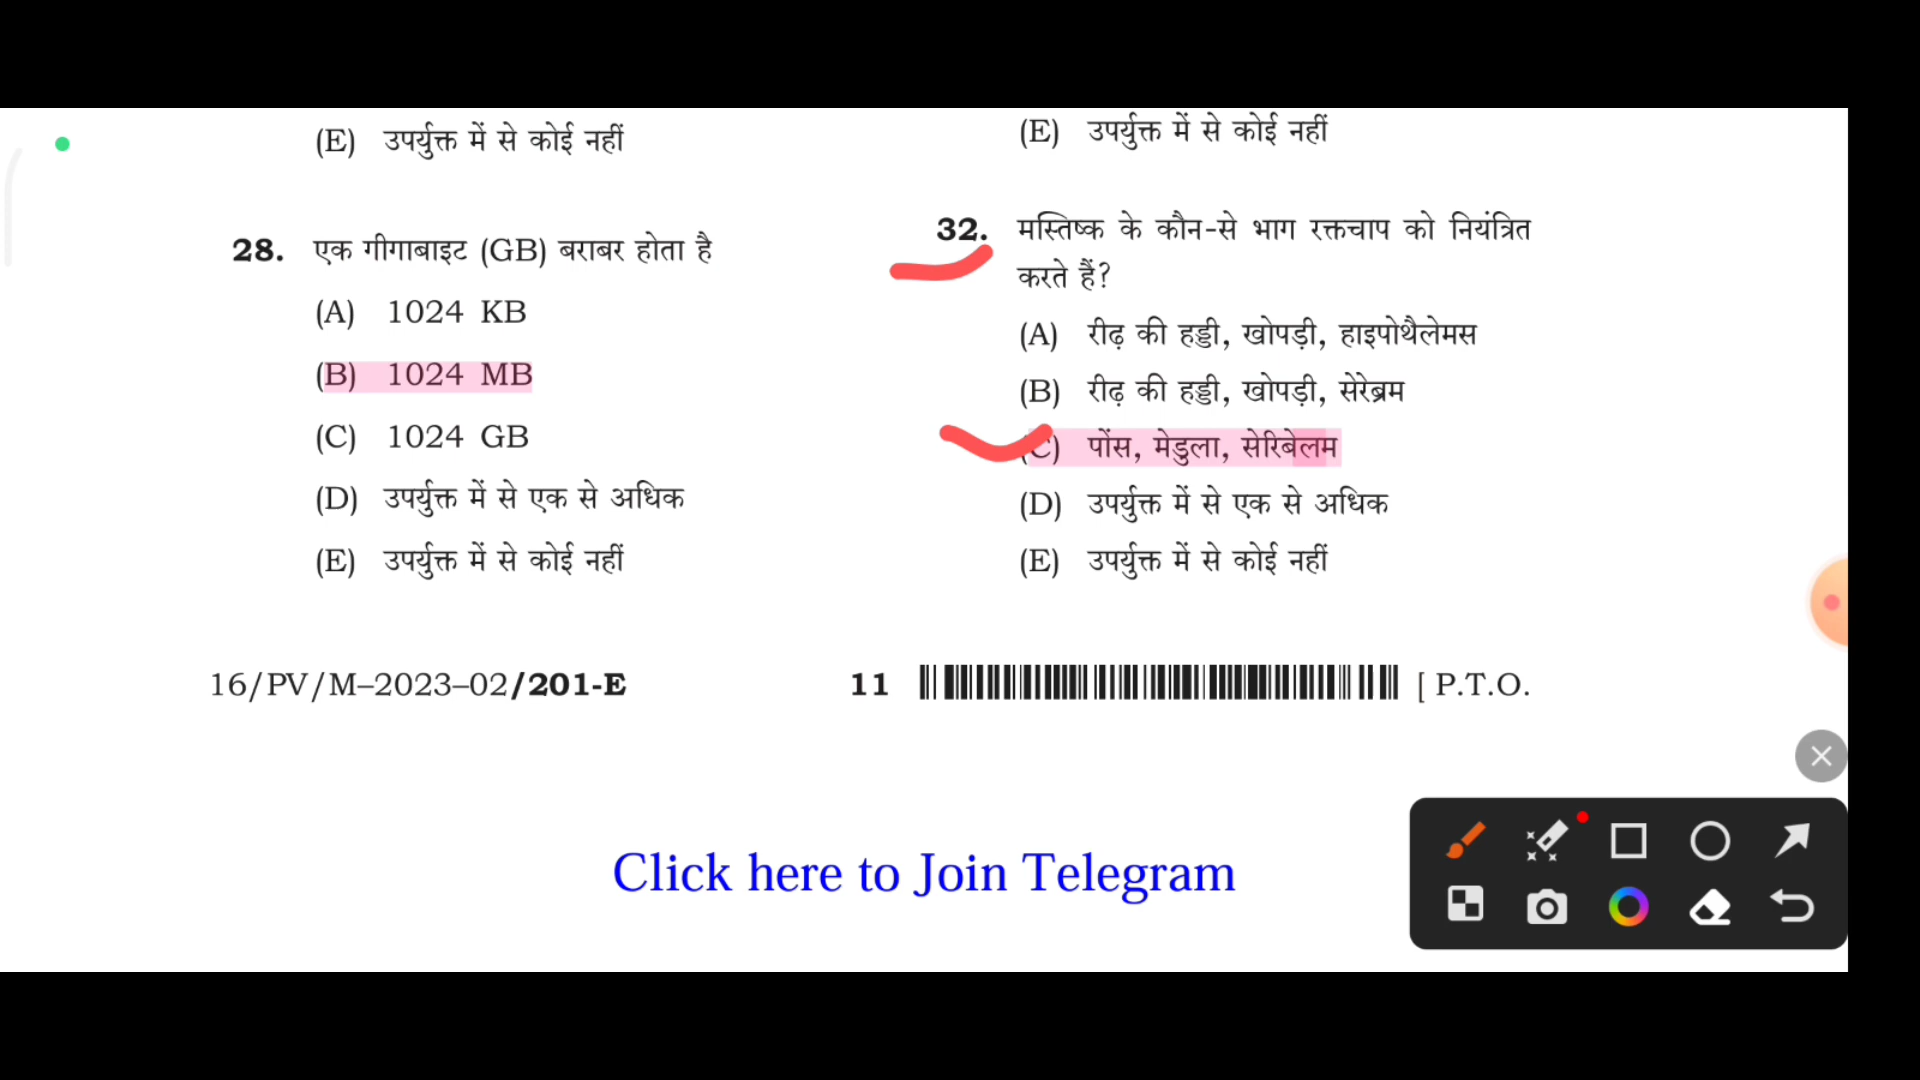 (E) उपर्युक्त में से कोई नहीं
28. एक गीगाबाइट (GB) बराबर होता है
(A) 1024 KB
(B) 1024 MB
(C) 1024 GB
(D) उपर्युक्त में से एक से अधिक
(E) उपर्युक्त में से कोई नहीं
(E) उपर्युक्त में से कोई नहीं
32. मस्तिष्क के कौन-से भाग रक्तचाप को नियंत्रित
करते हैं?
(A) रीढ़ की हड्डी, खोपड़ी, हाइपोथैलेमस
(B) रीढ़ की हड्डी, खोपड़ी, सेरेब्रम
(C) पोंस, मेडुला, सेरिबेलम
(D) उपर्युक्त में से एक से अधिक
(E) उपर्युक्त में से कोई नहीं
16/PV/M–2023–02/201-E 11 [ P.T.O.
Click here to Join Telegram